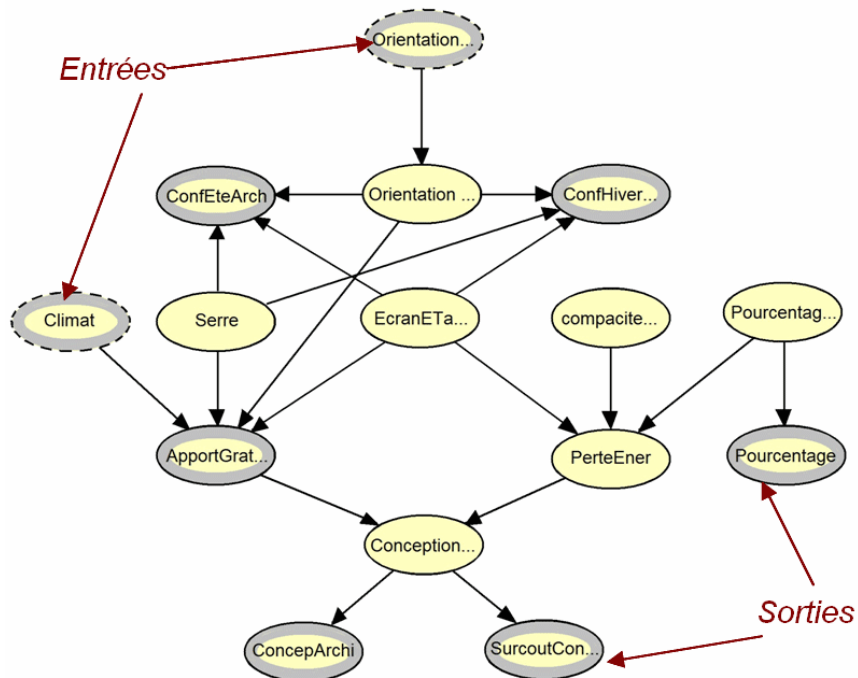 Orientation...
Entrées
ConfEteArch
Orientation ...
ConfHiver...
Climat
Serre
EcranETa...
compacite...
Pourcentag...
ApportGrat...
PerteEner
Pourcentage
Conception...
Sorties
ConcepArchi
SurcoutCon...